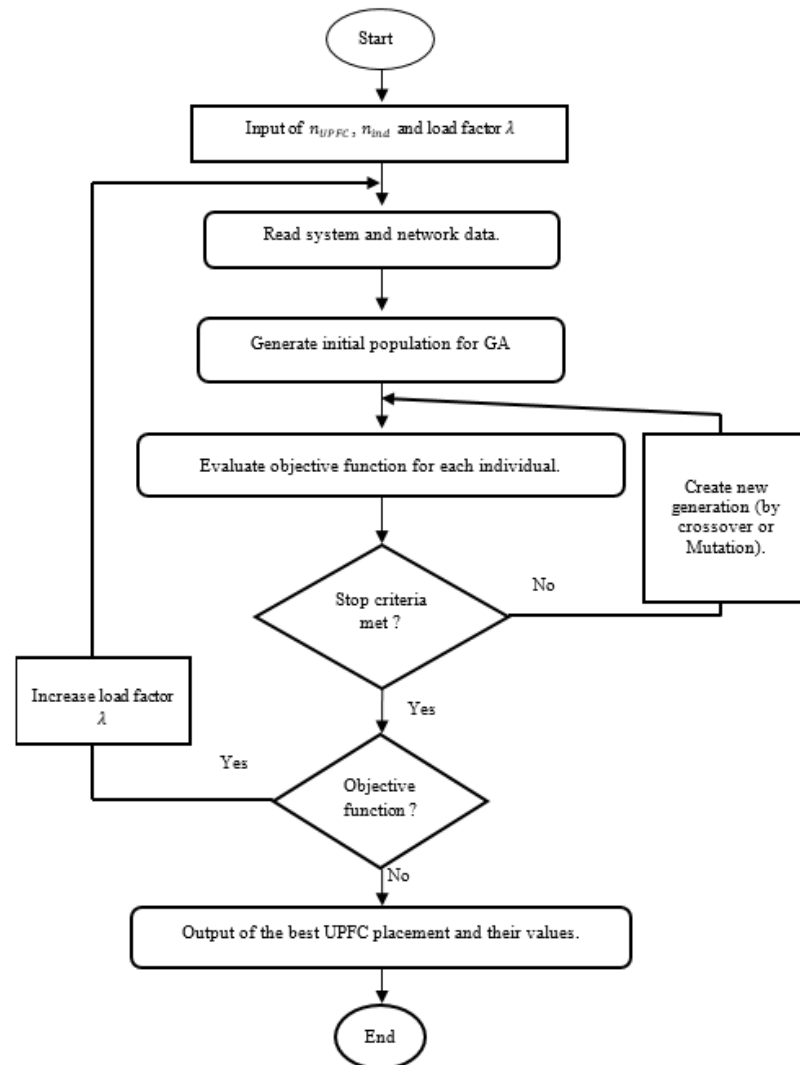 Start
Input of n_UPFC, n_ind and load factor λ
Read system and network data.
Generate initial population for GA
Evaluate objective function for each individual.
Create new
generation (by
crossover or
Mutation).
Stop criteria
met ?
No
Yes
Increase load factor
λ
Yes
Objective
function ?
No
Output of the best UPFC placement and their values.
End